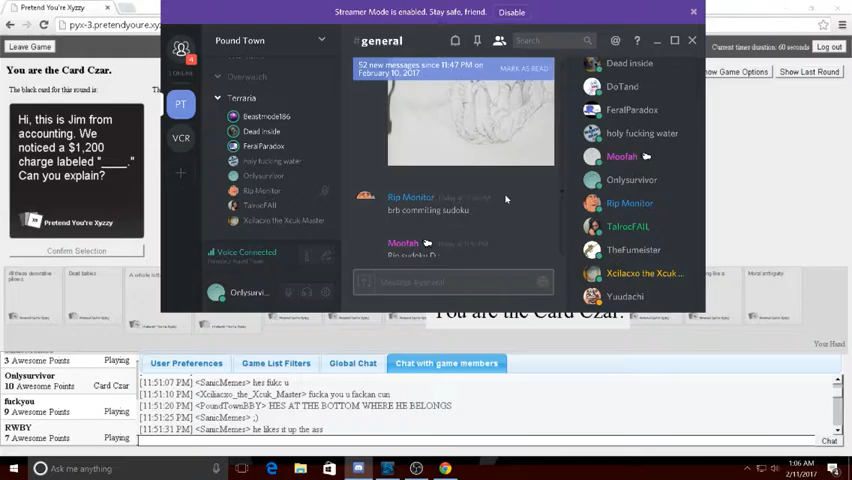 Pretend You're Xyzzy
Streamer Mode is enabled. Stay safe, friend.
Disable
pyx-3.pretendyoure.xyz
Leave Game
Current timer duration: 60 seconds
Log out
Show Game Options
Show Last Round
You are the Card Czar.
The black card for this round is:
Hi, this is Jim from
accounting. We
noticed a $1,200
charge labeled "____."
Can you explain?
Pretend You're Xyzzy
Confirm Selection
Pound Town
Overwatch
Terraria
Beastmode186
Dead inside
FeralParadox
holy fucking water
Onlysurvivor
Rip Monitor
TalrocFAIL
Xcilacxo the Xcuk Master
Voice Connected
Onlysurvi...
4
PT
VCR
#general
Search
52 new messages since 11:47 PM on
February 10, 2017
MARK AS READ
Rip Monitor
brb commiting sudoku
Moofah
Rip sudoku D:
Dead inside
DoTand
FeralParadox
holy fucking water
Moofah
Onlysurvivor
Rip Monitor
TalrocFAIL
TheFumeister
Xcilacxo the Xcuk ...
Yuudachi
Dead babies.
Moral ambiguity.
You are the Card Czar.
Your Hand
3 Awesome Points
Playing
Onlysurvivor
10 Awesome Points
Card Czar
fuckyou
9 Awesome Points
Playing
RWBY
7 Awesome Points
Playing
User Preferences
Game List Filters
Global Chat
Chat with game members
[11:51:07 PM] <SanicMemes> hes fukc u
[11:51:10 PM] <Xcilacxo_the_Xcuk_Master> fucka you u fackan cun
[11:51:20 PM] <PoundTownBBY> HES AT THE BOTTOM WHERE HE BELONGS
[11:51:25 PM] <SanicMemes> ;)
[11:51:31 PM] <SanicMemes> he likes it up the ass
Chat
Ask me anything
1:06 AM
2/11/2017